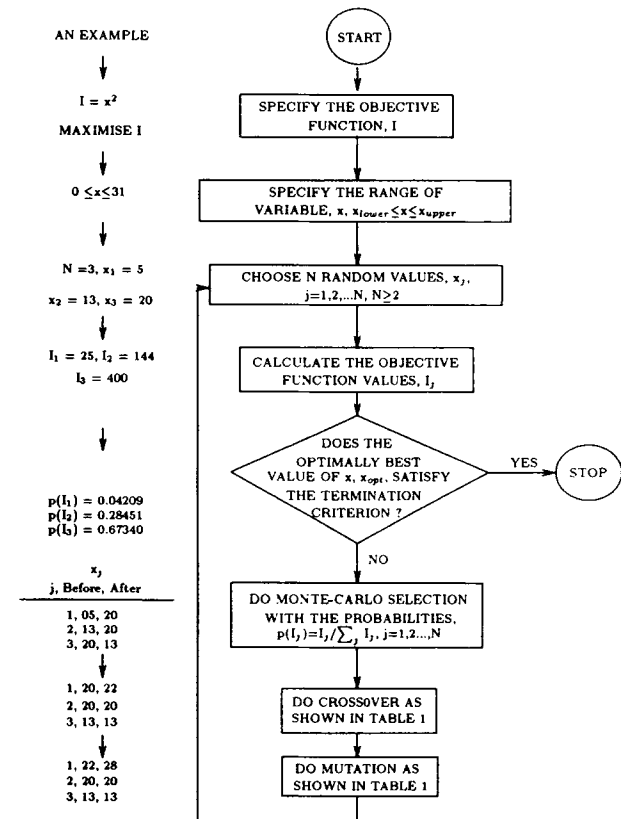 AN EXAMPLE
I = x²
MAXIMISE I
0 ≤x≤31
N =3, x₁ = 5
x₂ = 13, x₃ = 20
I₁ = 25, I₂ = 144
I₃ = 400
p(I₁) = 0.04209
p(I₂) = 0.28451
p(I₃) = 0.67340
xⱼ
j, Before, After
1, 05, 20
2, 13, 20
3, 20, 13
1, 20, 22
2, 20, 20
3, 13, 13
1, 22, 28
2, 20, 20
3, 13, 13
START
SPECIFY THE OBJECTIVE
FUNCTION, I
SPECIFY THE RANGE OF
VARIABLE, x, x_lower≤x≤x_upper
CHOOSE N RANDOM VALUES, xⱼ,
j=1,2,...N, N≥2
CALCULATE THE OBJECTIVE
FUNCTION VALUES, Iⱼ
DOES THE
OPTIMALLY BEST
VALUE OF x, x_opt, SATISFY
THE TERMINATION
CRITERION ?
YES
STOP
NO
DO MONTE-CARLO SELECTION
WITH THE PROBABILITIES,
p(Iⱼ)=Iⱼ/∑ⱼ Iⱼ, j=1,2...,N
DO CROSSOVER AS
SHOWN IN TABLE 1
DO MUTATION AS
SHOWN IN TABLE 1